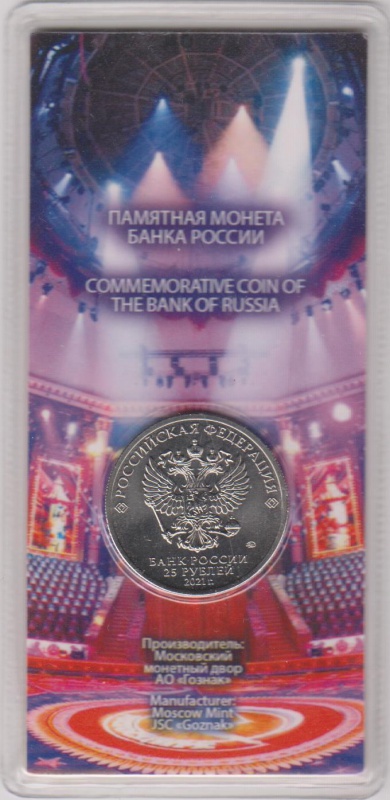 ПАМЯТНАЯ МОНЕТА
БАНКА РОССИИ
COMMEMORATIVE COIN OF
THE BANK OF RUSSIA
РОССИЙСКАЯ ФЕДЕРАЦИЯ
БАНК РОССИИ
25 РУБЛЕЙ
2021 г.
Производитель:
Московский
монетный двор
АО «Гознак»
Manufacturer:
Moscow Mint
JSC «Goznak»